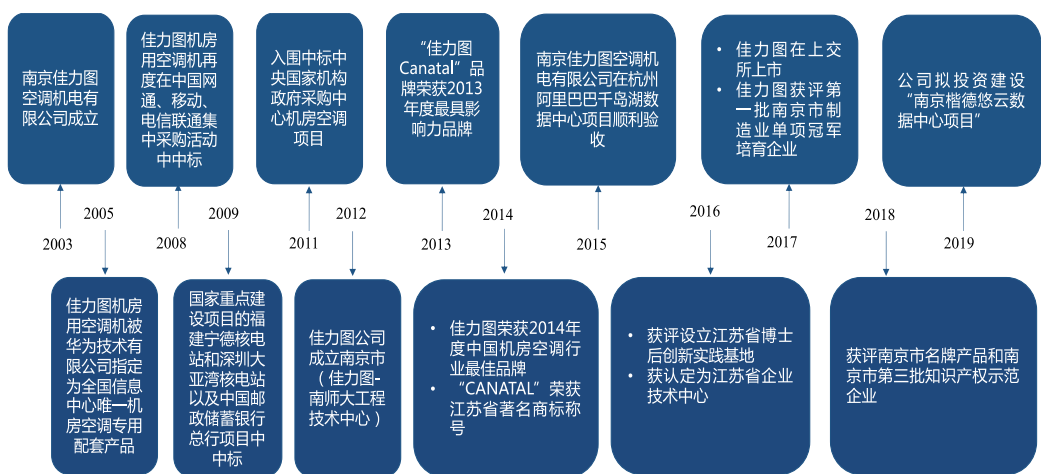 南京佳力图
空调机电有
限公司成立
佳力图机房
用空调机再
度在中国网
通、移动、
电信联通集
中采购活动
中中标
入围中标中
央国家机构
政府采购中
心机房空调
项目
“佳力图
Canatal”品
牌荣获2013
年度最具影
响力品牌
南京佳力图空调机
电有限公司在杭州
阿里巴巴千岛湖数
据中心项目顺利验
收
• 佳力图在上交
所上市
• 佳力图获评第
一批南京市制
造业单项冠军
培育企业
公司拟投资建设
“南京楷德悠云数
据中心项目”
2003
2005
2008
2009
2011
2012
2013
2014
2015
2016
2017
2018
2019
佳力图机房
用空调机被
华为技术有
限公司指定
为全国信息
中心唯一机
房空调专用
配套产品
国家重点建
设项目的福
建宁德核电
站和深圳大
亚湾核电站
以及中国邮
政储蓄银行
总行项目中
中标
佳力图公司
成立南京市
（佳力图-
南师大工程
技术中心）
• 佳力图荣获2014年
度中国机房空调行
业最佳品牌
• “CANATAL”荣获
江苏省著名商标称
号
• 获评设立江苏省博士
后创新实践基地
• 获认定为江苏省企业
技术中心
获评南京市名牌产品和南
京市第三批知识产权示范
企业